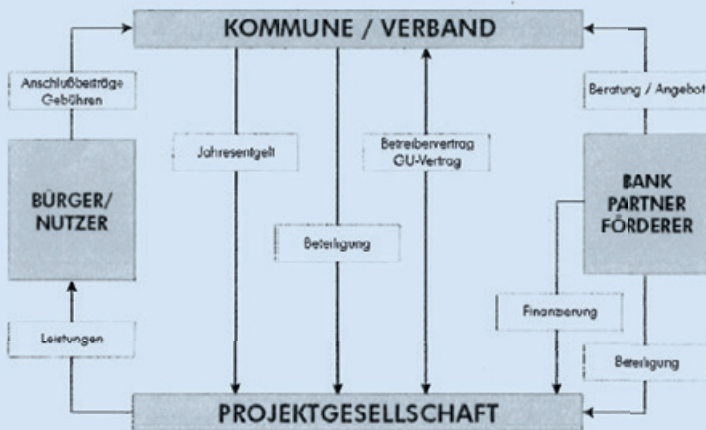 KOMMUNE / VERBAND
Anschlußbeiträge
Gebühren
Beratung / Angebot
Jahresentgelt
Betreibervertrag
GU-Vertrag
BÜRGER/
NUTZER
BANK
PARTNER
FÖRDERER
Beteiligung
Finanzierung
Leistungen
Beteiligung
PROJEKTGESELLSCHAFT